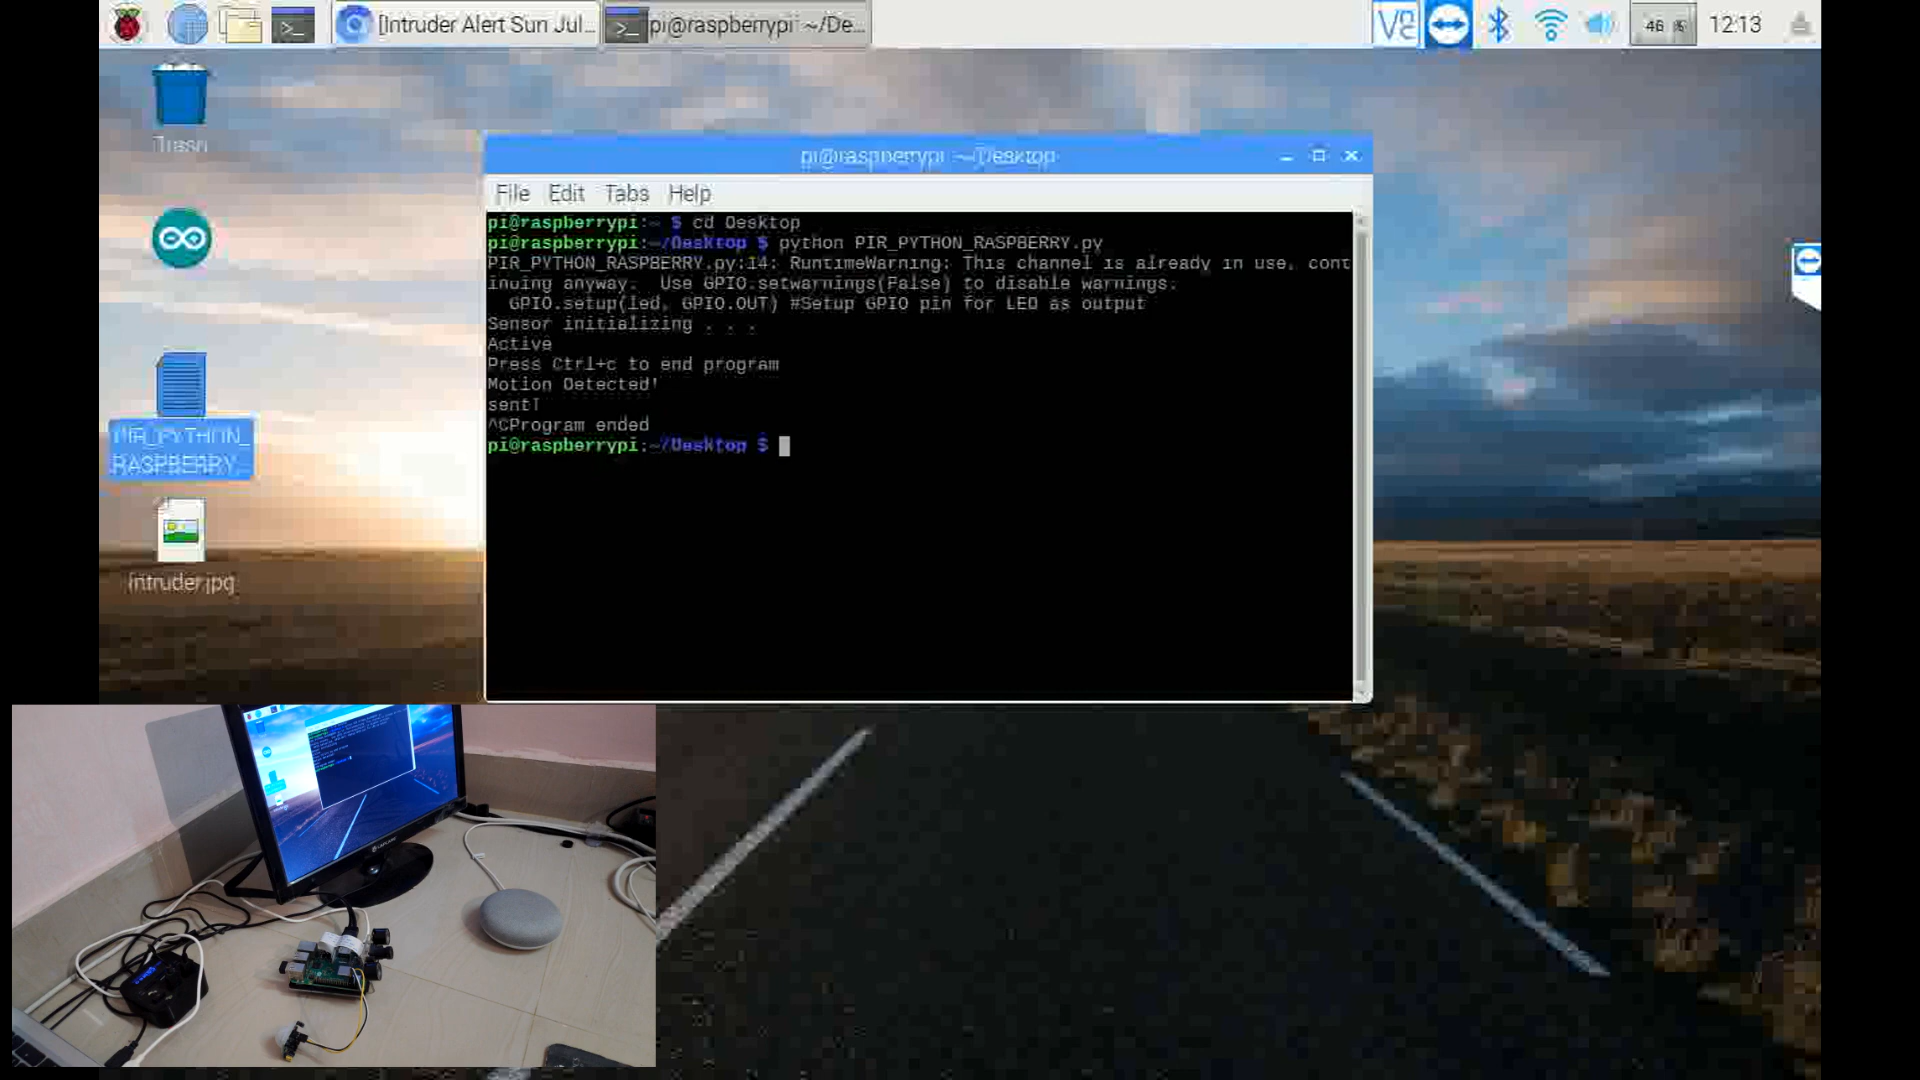 [Intruder Alert Sun Jul...
pi@raspberrypi: ~/De...
VC
46
12:13
Trash
pi@raspberrypi: ~/Desktop
File Edit Tabs Help
pi@raspberrypi:~ $ cd Desktop
pi@raspberrypi:~/Desktop $ python PIR_PYTHON_RASPBERRY.py
PIR_PYTHON_RASPBERRY.py:14: RuntimeWarning: This channel is already in use, cont
inuing anyway.  Use GPIO.setwarnings(False) to disable warnings.
GPIO.setup(led, GPIO.OUT) #Setup GPIO pin for LED as output
Sensor initializing . . .
Active
Press Ctrl+c to end program
Motion Detected!
sent!
^CProgram ended
pi@raspberrypi:~/Desktop $
PIR_PYTHON_
RASPBERRY...
Intruder.jpg